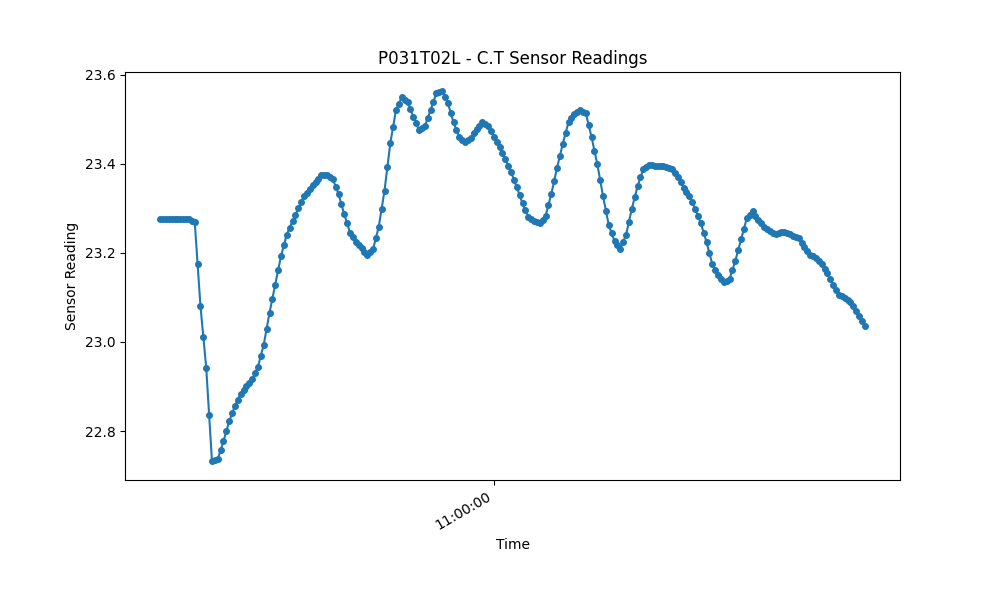 P031T02L - C.T Sensor Readings
23.6
23.4
23.2
23.0
22.8
Sensor Reading
11:00:00
Time